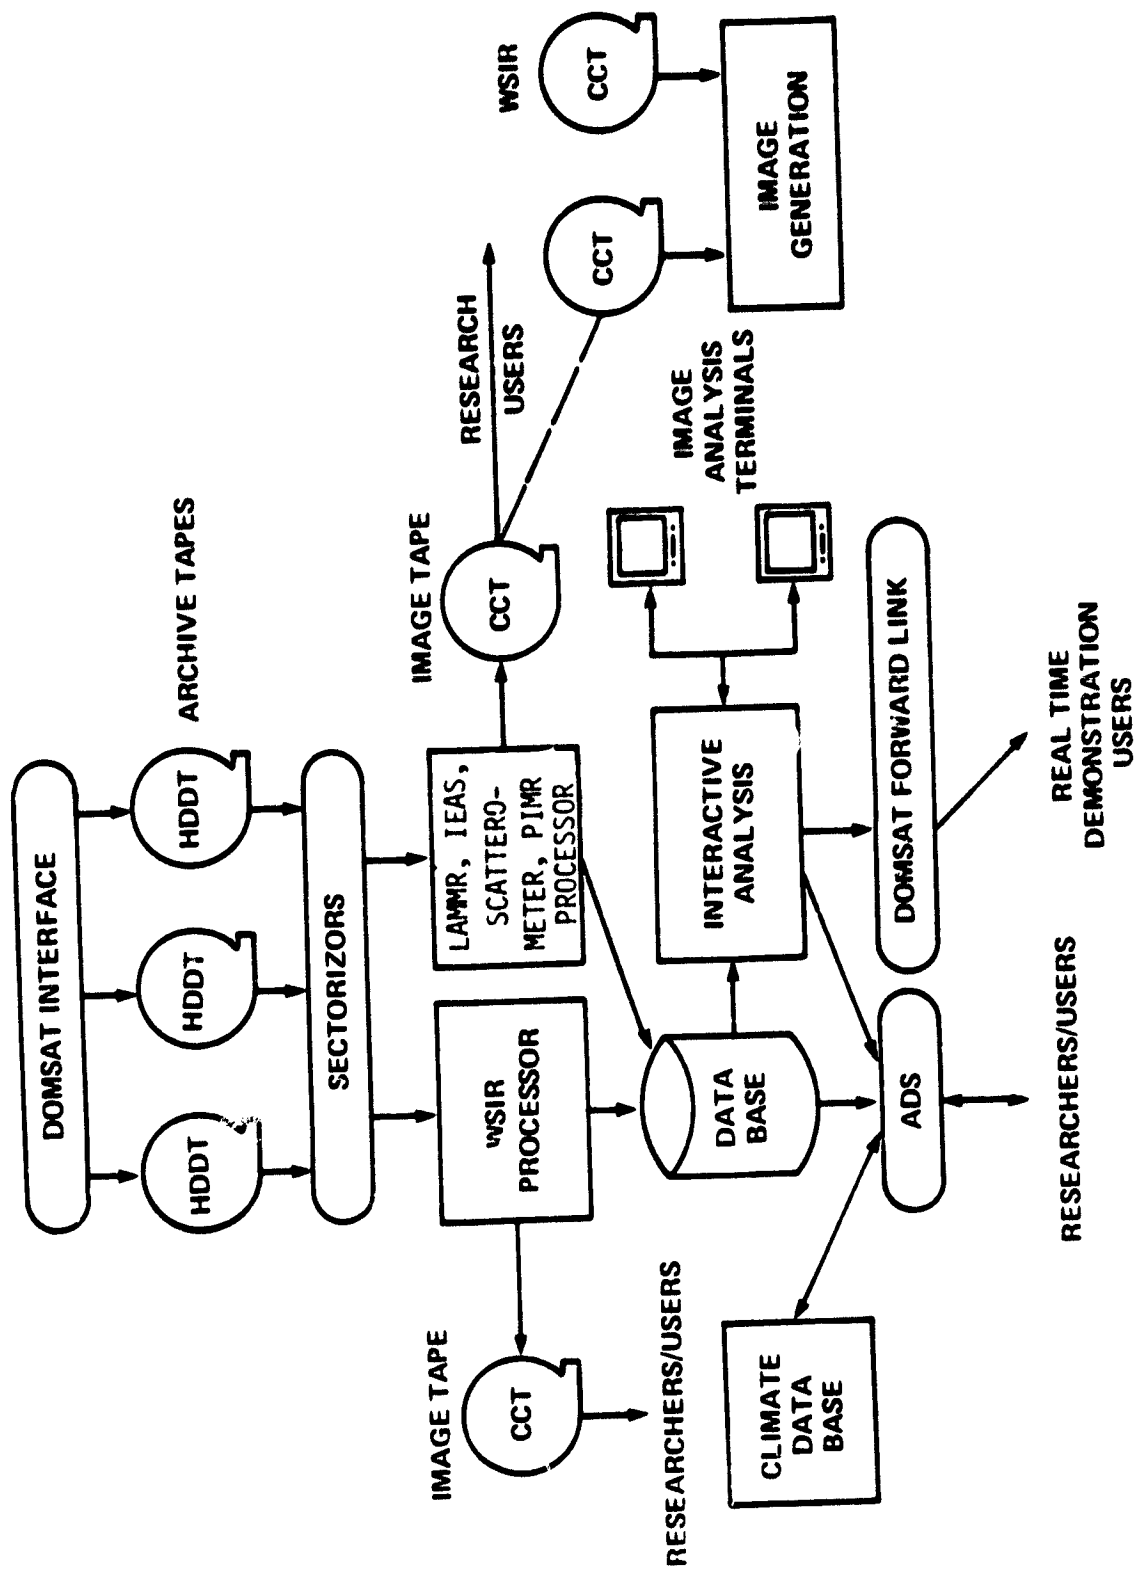 DOMSAT INTERFACE
ARCHIVE TAPES
HDDT
HDDT
HDDT
SECTORIZORS
IMAGE TAPE
CCT
RESEARCHERS/USERS
WSIR
PROCESSOR
LAMMR, IEAS,
SCATTERO-
METER, PIMR
PROCESSOR
IMAGE TAPE
CCT
RESEARCH
USERS
WSIR
CCT
CCT
IMAGE
GENERATION
CLIMATE
DATA
BASE
DATA
BASE
INTERACTIVE
ANALYSIS
IMAGE
ANALYSIS
TERMINALS
ADS
DOMSAT FORWARD LINK
RESEARCHERS/USERS
REAL TIME
DEMONSTRATION
USERS